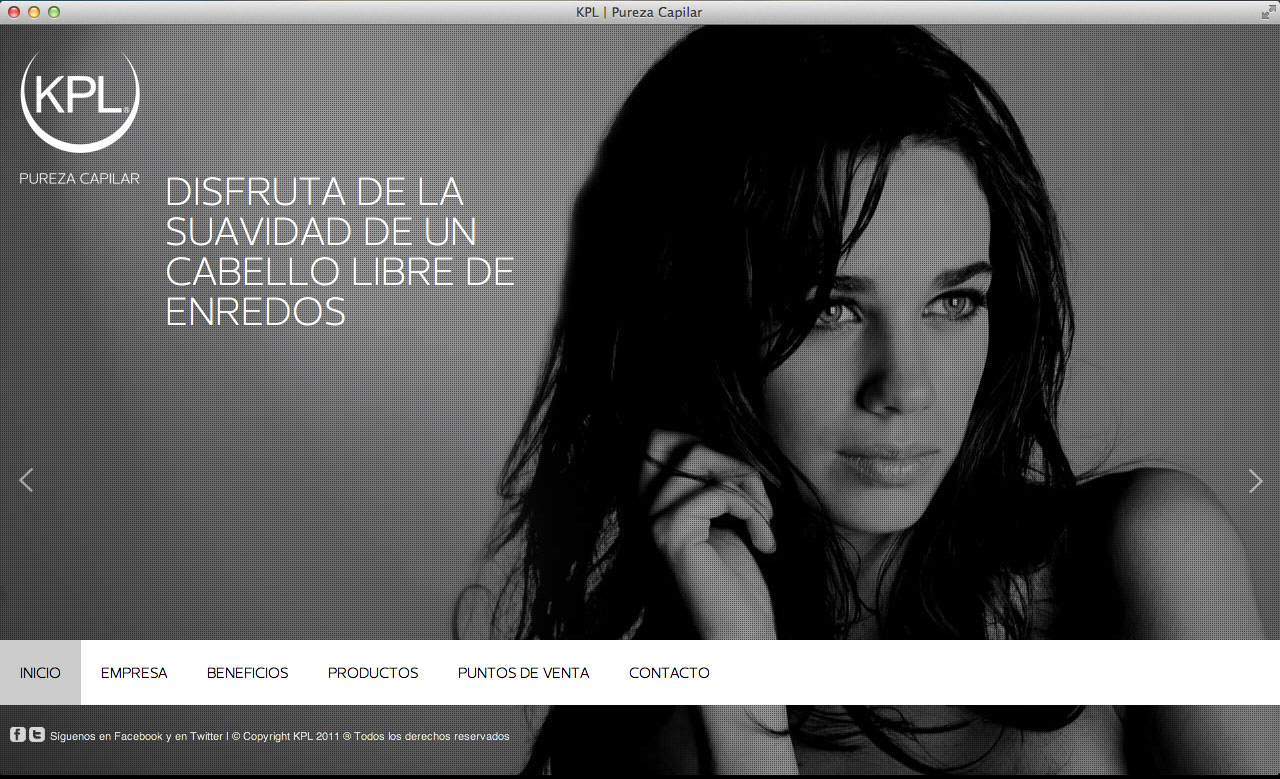 KPL | Pureza Capilar
KPL®
PUREZA CAPILAR
DISFRUTA DE LA
SUAVIDAD DE UN
CABELLO LIBRE DE
ENREDOS
INICIO EMPRESA BENEFICIOS PRODUCTOS PUNTOS DE VENTA CONTACTO
Síguenos en Facebook y en Twitter | © Copyright KPL 2011 ® Todos los derechos reservados